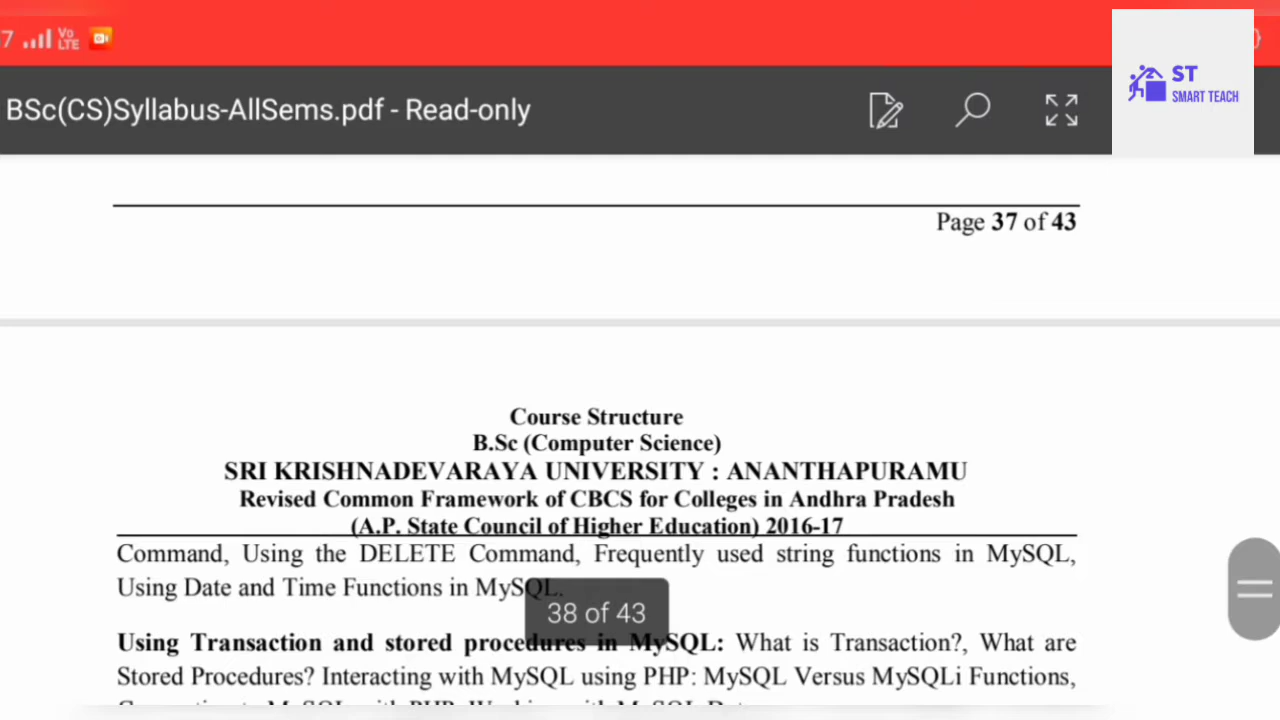 7 Vo LTE
BSc(CS)Syllabus-AllSems.pdf - Read-only
ST
SMART TEACH
Page 37 of 43
Course Structure
B.Sc (Computer Science)
SRI KRISHNADEVARAYA UNIVERSITY : ANANTHAPURAMU
Revised Common Framework of CBCS for Colleges in Andhra Pradesh
(A.P. State Council of Higher Education) 2016-17
Command, Using the DELETE Command, Frequently used string functions in MySQL,
Using Date and Time Functions in MySQL.
38 of 43
Using Transaction and stored procedures in MySQL: What is Transaction?, What are
Stored Procedures? Interacting with MySQL using PHP: MySQL Versus MySQLi Functions,